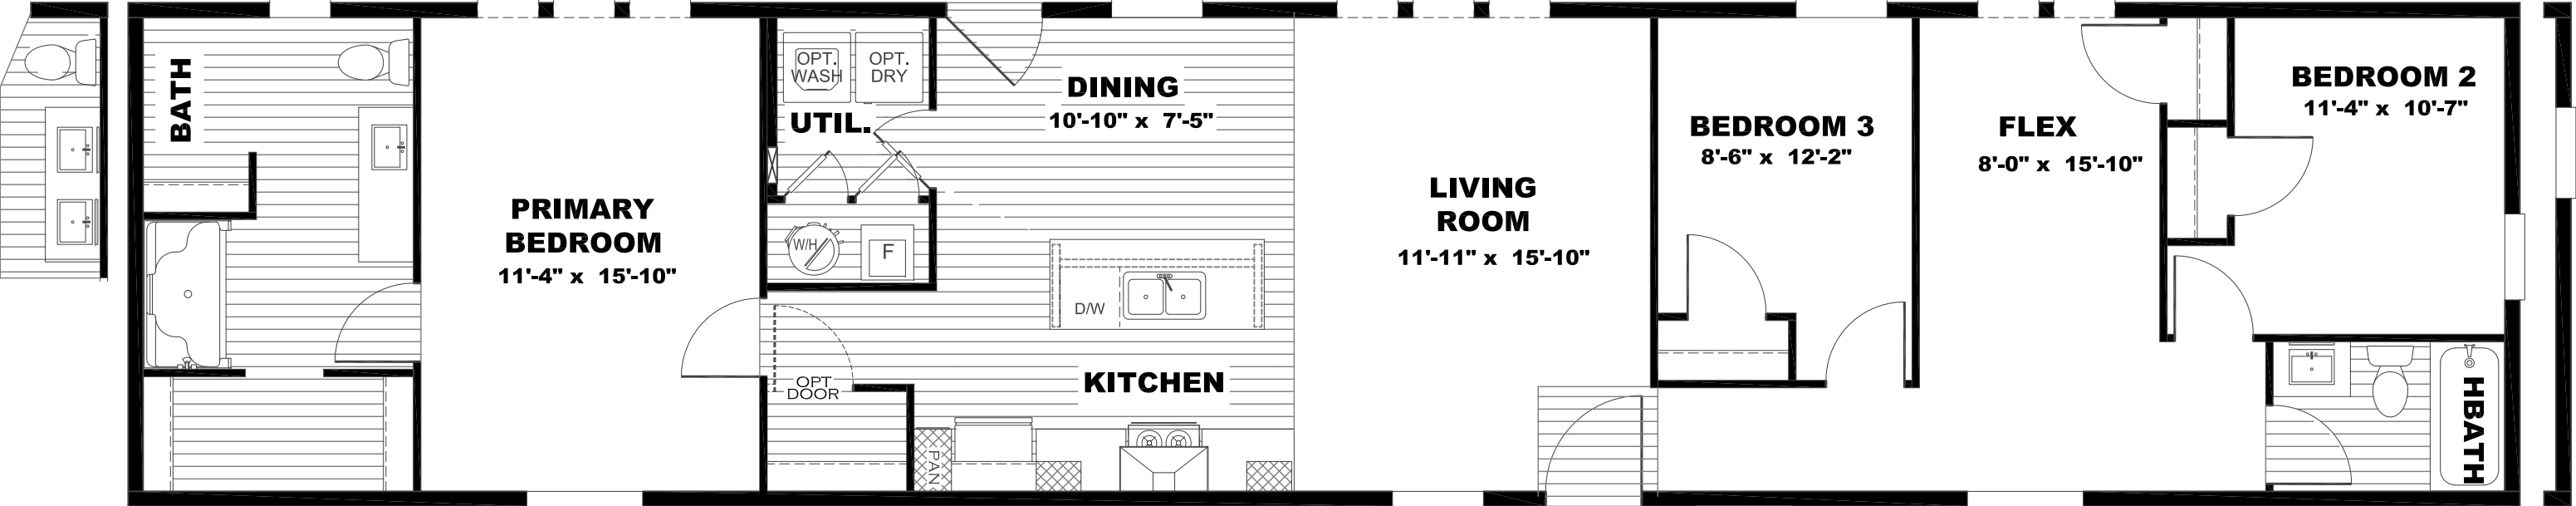 BATH
PRIMARY
BEDROOM
11'-4" x 15'-10"
OPT.
WASH
OPT.
DRY
UTIL.
W/H
F
OPT
DOOR
DINING
10'-10" x 7'-5"
D/W
KITCHEN
PAN
LIVING
ROOM
11'-11" x 15'-10"
BEDROOM 3
8'-6" x 12'-2"
FLEX
8'-0" x 15'-10"
BEDROOM 2
11'-4" x 10'-7"
HBATH